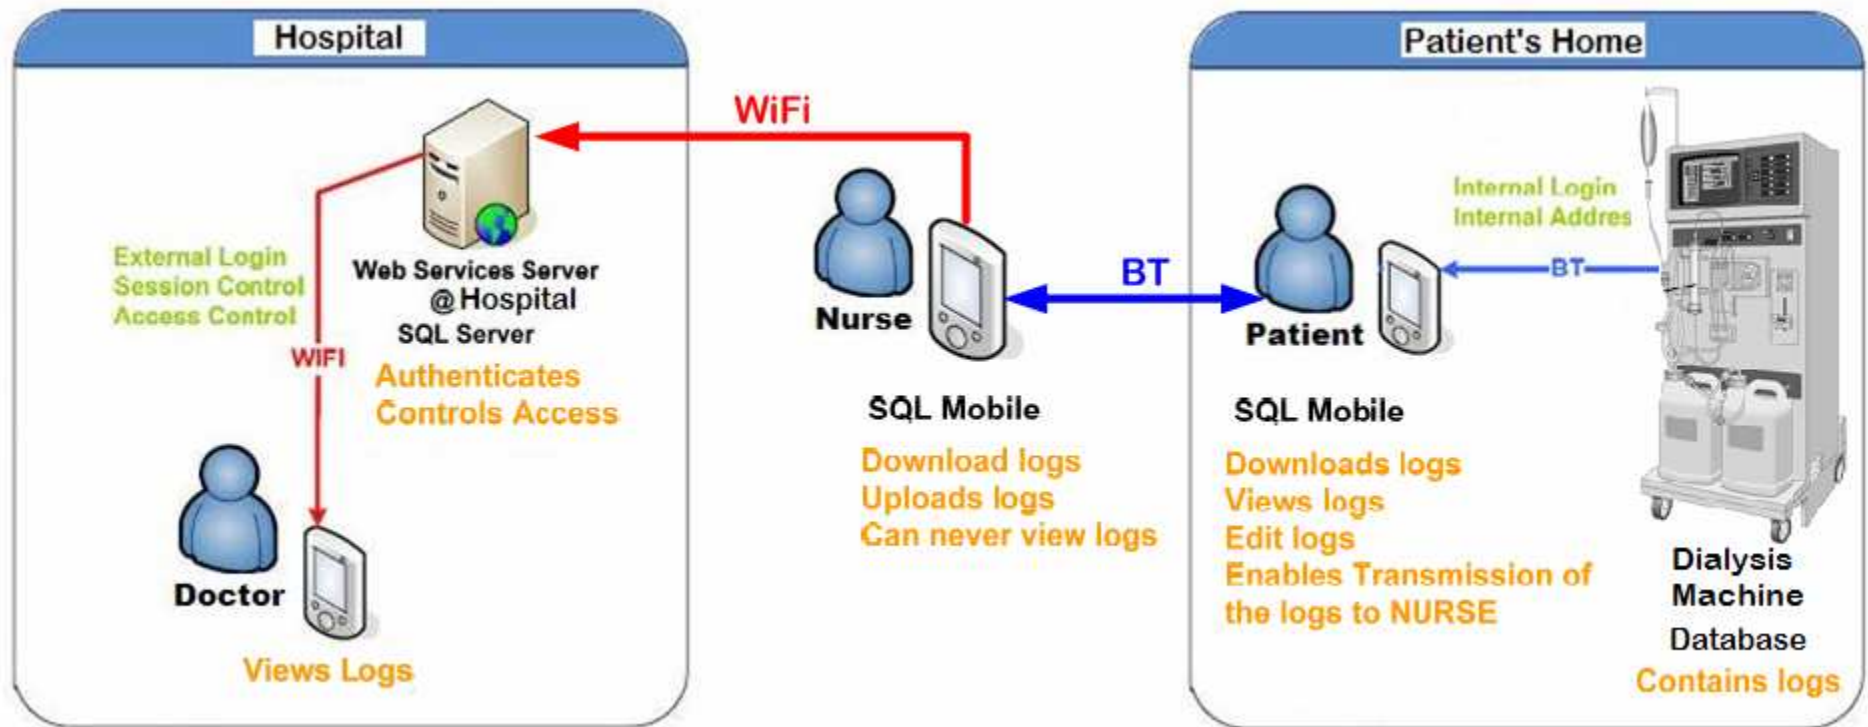 Hospital
Web Services Server
@ Hospital
SQL Server
Authenticates
Controls Access
External Login
Session Control
Access Control
WIFI
Doctor
Views Logs
WiFi
Nurse
SQL Mobile
Download logs
Uploads logs
Can never view logs
BT
Patient's Home
Internal Login
Internal Addres
BT
Patient
SQL Mobile
Downloads logs
Views logs
Edit logs
Enables Transmission of
the logs to NURSE
Dialysis
Machine
Database
Contains logs